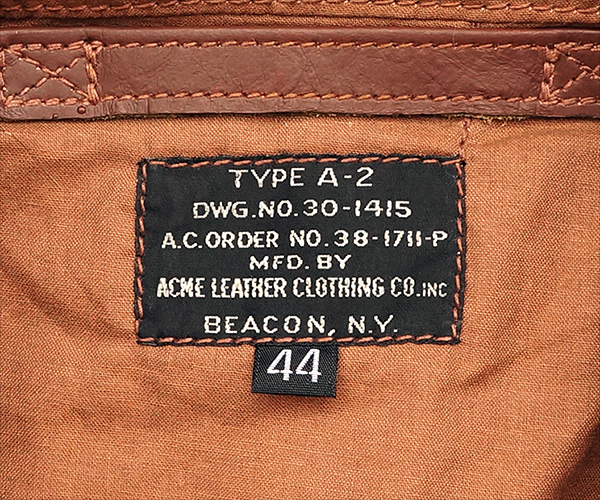 TYPE A-2
DWG.NO.30-1415
A.C.ORDER NO.38-1711-P
MFD. BY
ACME LEATHER CLOTHING CO.INC
BEACON, N.Y.
44